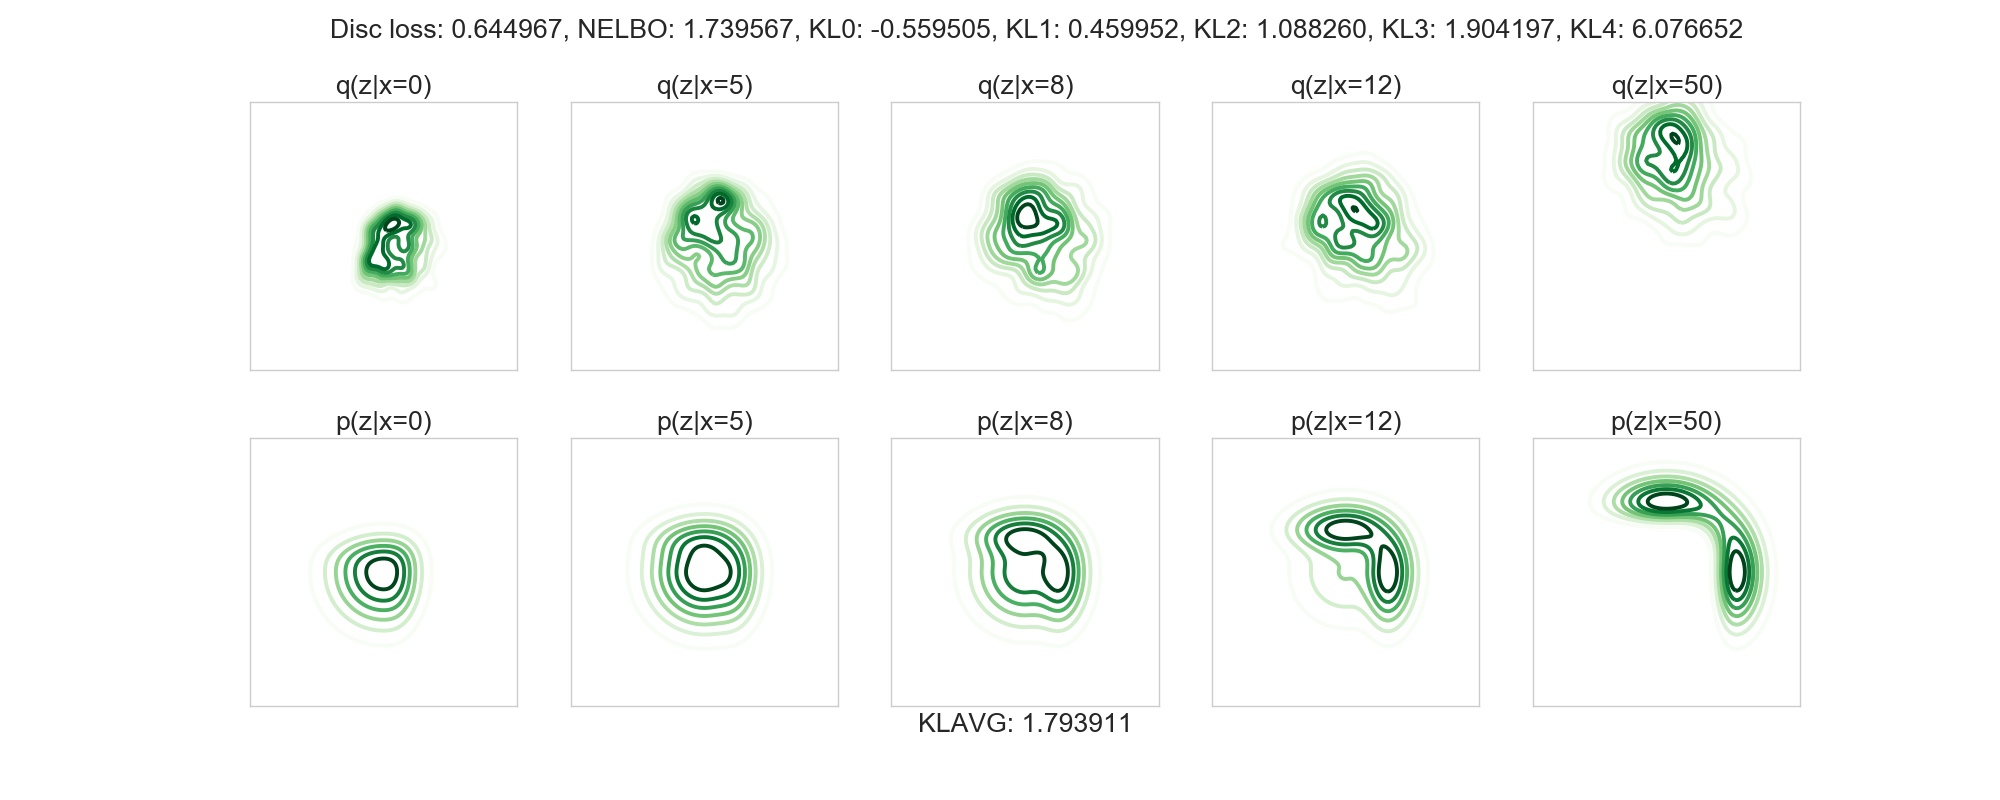 Disc loss: 0.644967, NELBO: 1.739567, KL0: -0.559505, KL1: 0.459952, KL2: 1.088260, KL3: 1.904197, KL4: 6.076652
q(z|x=0) q(z|x=5) q(z|x=8) q(z|x=12) q(z|x=50)
p(z|x=0) p(z|x=5) p(z|x=8) p(z|x=12) p(z|x=50)
KLAVG: 1.793911